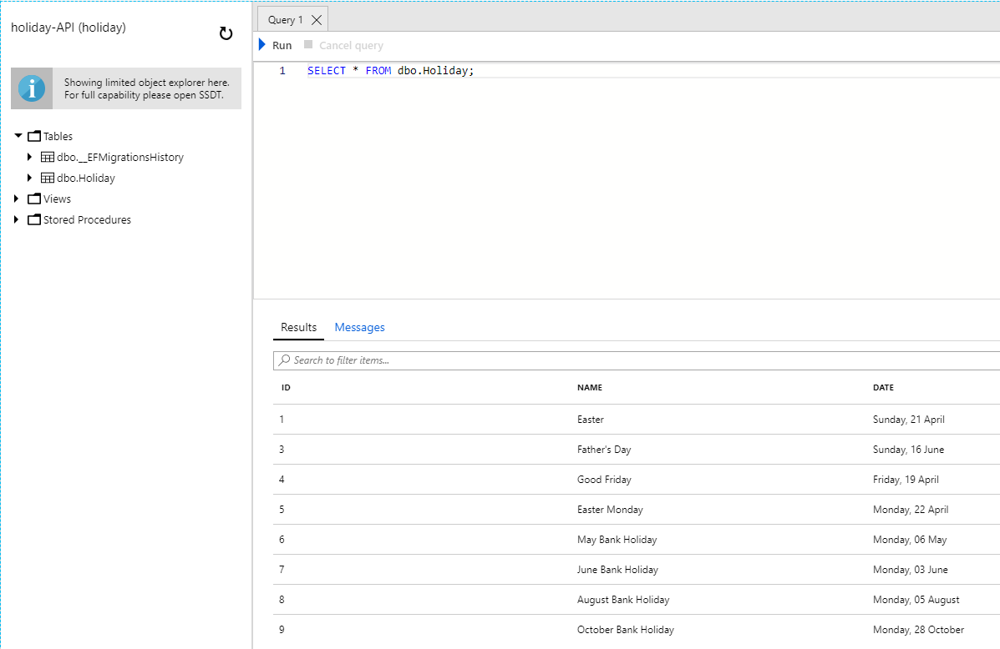 holiday-API (holiday)
Showing limited object explorer here.
For full capability please open SSDT.
Tables
dbo.__EFMigrationsHistory
dbo.Holiday
Views
Stored Procedures
Query 1
Run Cancel query
1 SELECT * FROM dbo.Holiday;
Results Messages
Search to filter items...
ID NAME DATE
1 Easter Sunday, 21 April
3 Father's Day Sunday, 16 June
4 Good Friday Friday, 19 April
5 Easter Monday Monday, 22 April
6 May Bank Holiday Monday, 06 May
7 June Bank Holiday Monday, 03 June
8 August Bank Holiday Monday, 05 August
9 October Bank Holiday Monday, 28 October